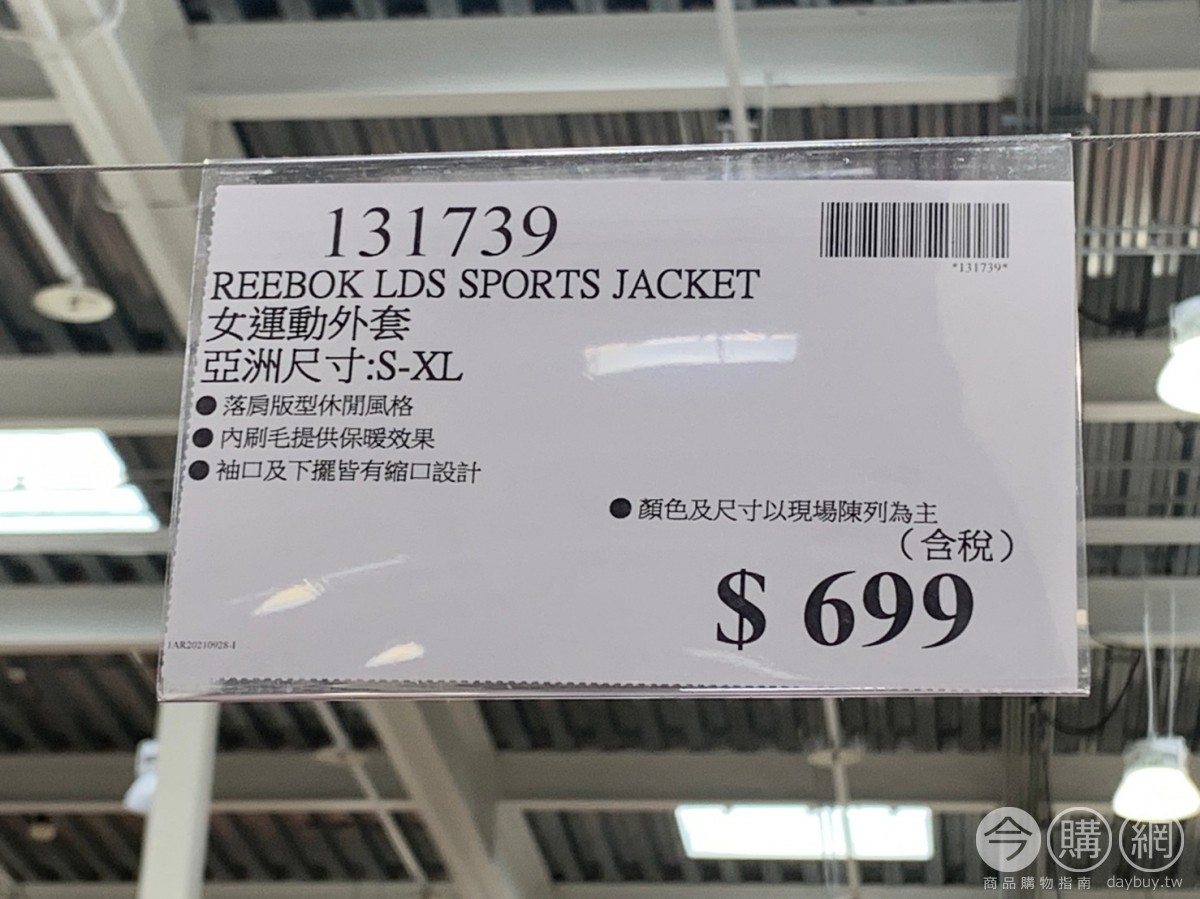 131739
*131739*
REEBOK LDS SPORTS JACKET
女運動外套
亞洲尺寸:S-XL
● 落肩版型休閒風格
● 內刷毛提供保暖效果
● 袖口及下擺皆有縮口設計
● 顏色及尺寸以現場陳列為主
（含稅）
$ 699
1AR20210928-1
今購網
商品購物指南 daybuy.tw